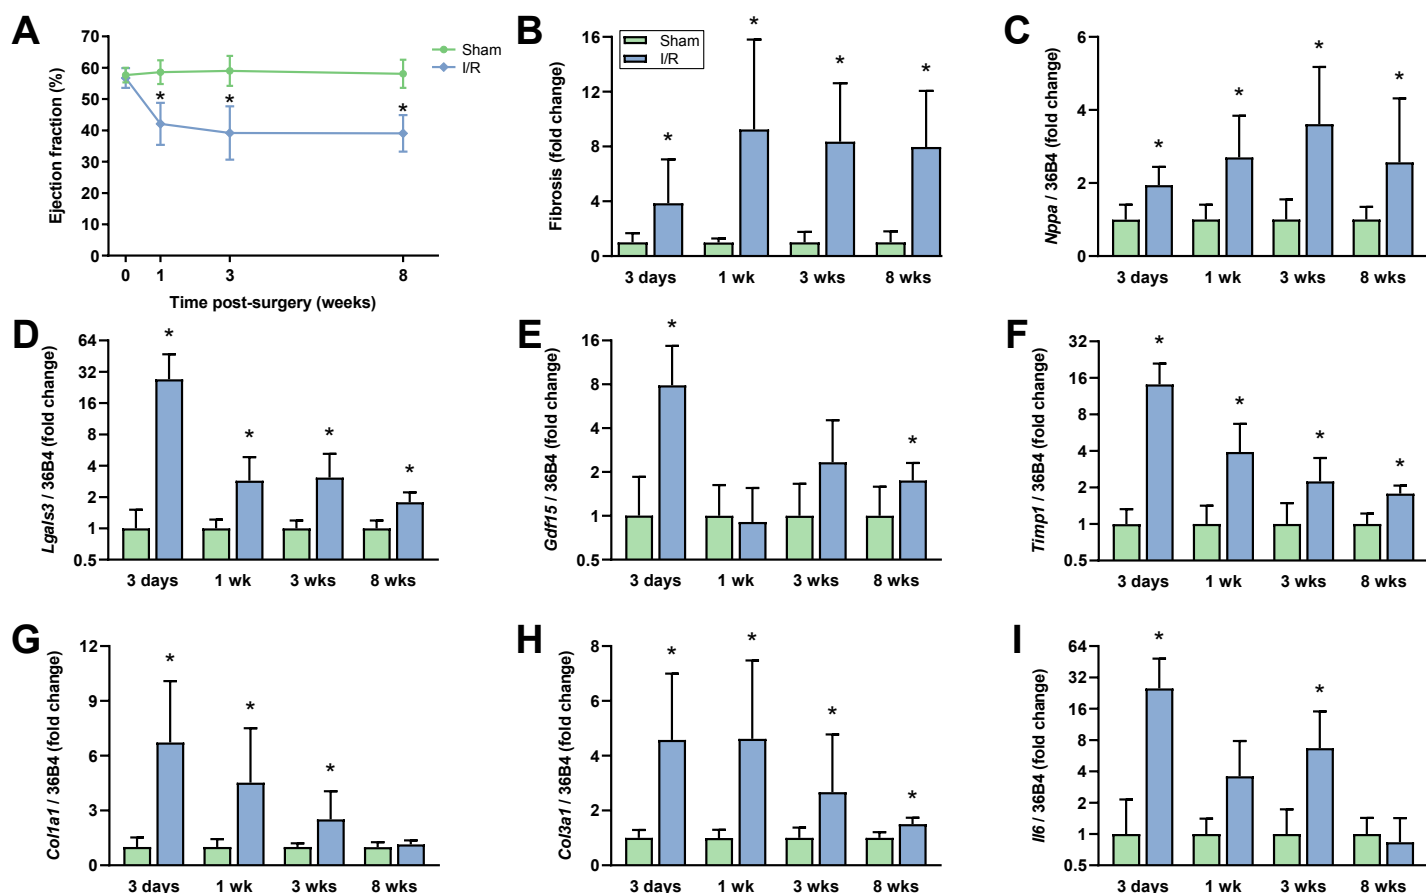 A
Ejection fraction (%)
70
60
50
40
30
20
10
0
* * *
0 1 3 8
Time post-surgery (weeks)
Sham
I/R
B
Fibrosis (fold change)
16
12
8
4
0
Sham
I/R
* * * *
3 days 1 wk 3 wks 8 wks
C
Nppa / 36B4 (fold change)
6
4
2
0
* * * *
3 days 1 wk 3 wks 8 wks
D
Lgals3 / 36B4 (fold change)
64
32
16
8
4
2
1
0.5
* * * *
3 days 1 wk 3 wks 8 wks
E
Gdf15 / 36B4 (fold change)
16
8
4
2
1
0.5
* *
3 days 1 wk 3 wks 8 wks
F
Timp1 / 36B4 (fold change)
32
16
8
4
2
1
0.5
* * * *
3 days 1 wk 3 wks 8 wks
G
Col1a1 / 36B4 (fold change)
12
9
6
3
0
* * *
3 days 1 wk 3 wks 8 wks
H
Col3a1 / 36B4 (fold change)
8
6
4
2
0
* * * *
3 days 1 wk 3 wks 8 wks
I
Il6 / 36B4 (fold change)
64
32
16
8
4
2
1
0.5
* *
3 days 1 wk 3 wks 8 wks